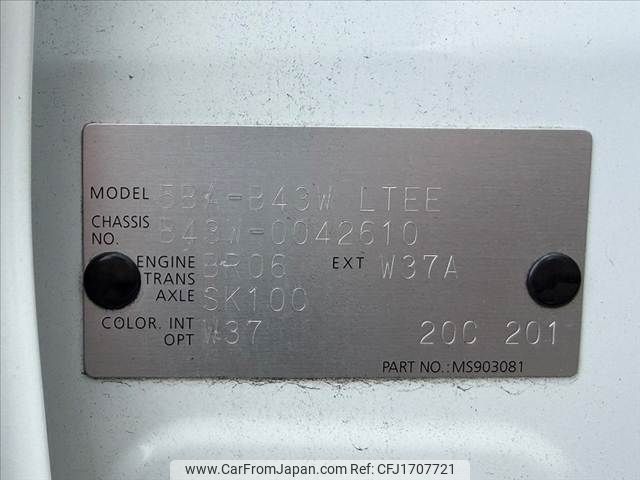 MODEL 5BA-B43W LTEE
CHASSIS NO. B43W-0042610
ENGINE BR06 EXT W37A
TRANS AXLE SK100
COLOR. INT OPT W37 20C 201
PART NO.:MS903081
www.CarFromJapan.com Ref No: CFJ1707721